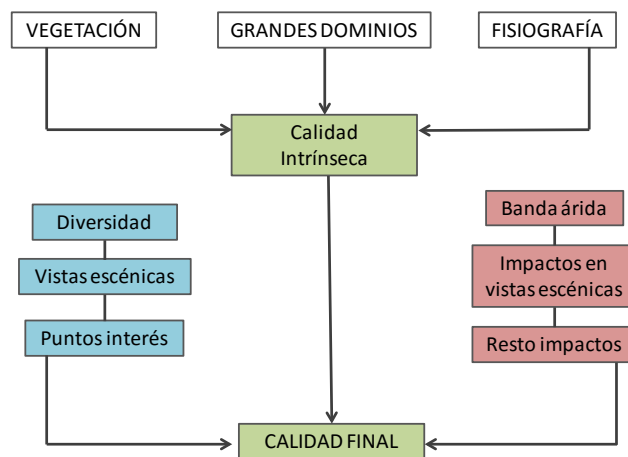 VEGETACIÓN
GRANDES DOMINIOS
FISIOGRAFÍA
Calidad
Intrínseca
Diversidad
Vistas escénicas
Puntos interés
Banda árida
Impactos en
vistas escénicas
Resto impactos
CALIDAD FINAL